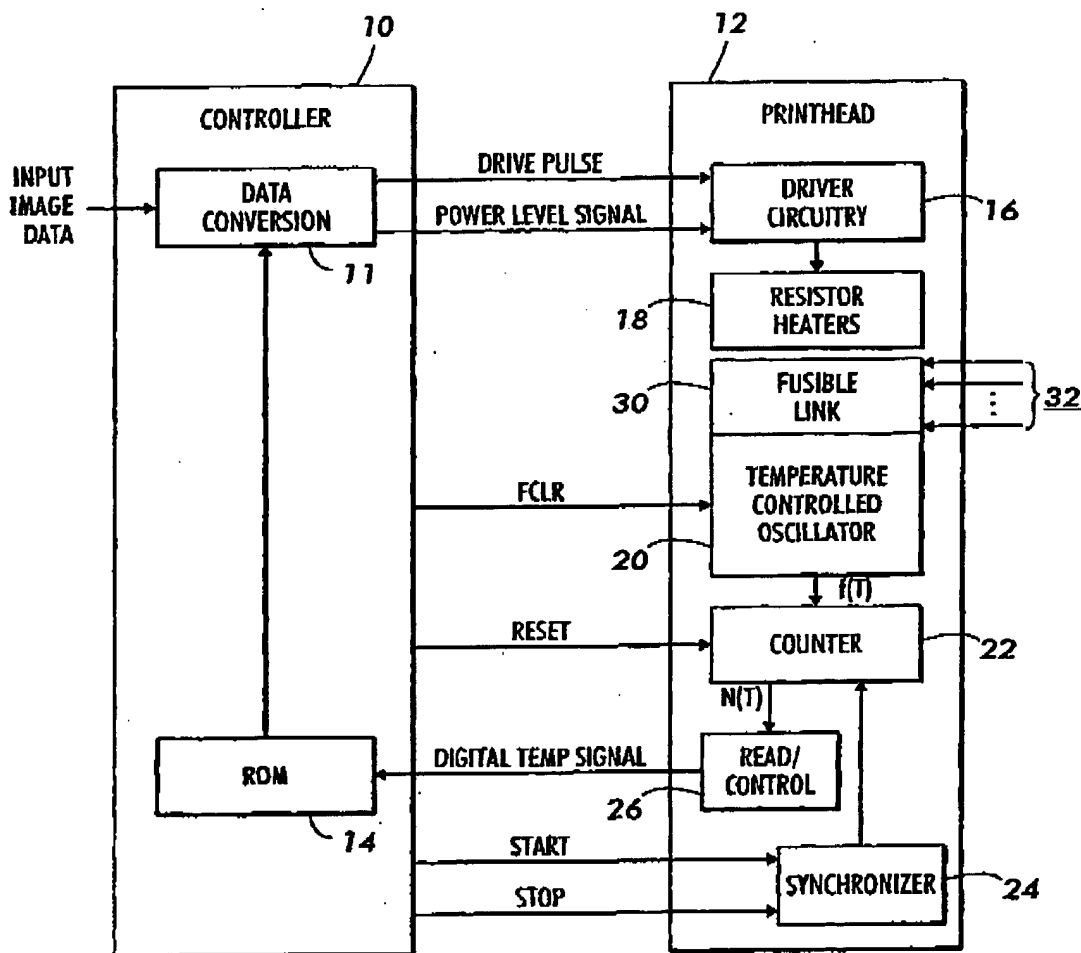 10
12
CONTROLLER
PRINTHEAD
INPUT
IMAGE
DATA
DATA
CONVERSION
11
DRIVE PULSE
POWER LEVEL SIGNAL
DRIVER
CIRCUITRY
16
RESISTOR
HEATERS
18
FUSIBLE
LINK
30
32
FCLR
TEMPERATURE
CONTROLLED
OSCILLATOR
20
f(T)
RESET
COUNTER
22
N(T)
DIGITAL TEMP SIGNAL
READ/
CONTROL
26
ROM
14
START
STOP
SYNCHRONIZER
24